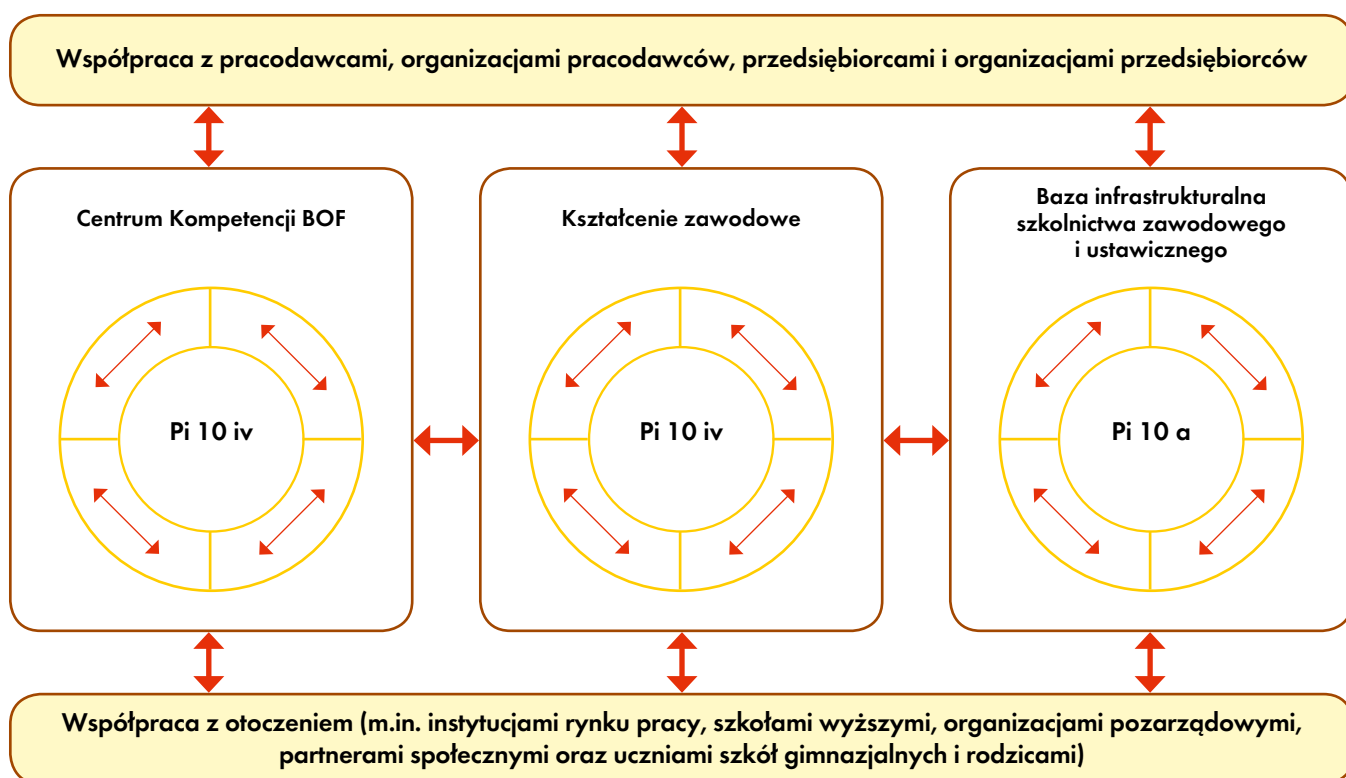 Współpraca z pracodawcami, organizacjami pracodawców, przedsiębiorcami i organizacjami przedsiębiorców
Centrum Kompetencji BOF
Pi 10 iv
Kształcenie zawodowe
Pi 10 iv
Baza infrastrukturalna
szkolnictwa zawodowego
i ustawicznego
Pi 10 a
Współpraca z otoczeniem (m.in. instytucjami rynku pracy, szkołami wyższymi, organizacjami pozarządowymi,
partnerami społecznymi oraz uczniami szkół gimnazjalnych i rodzicami)